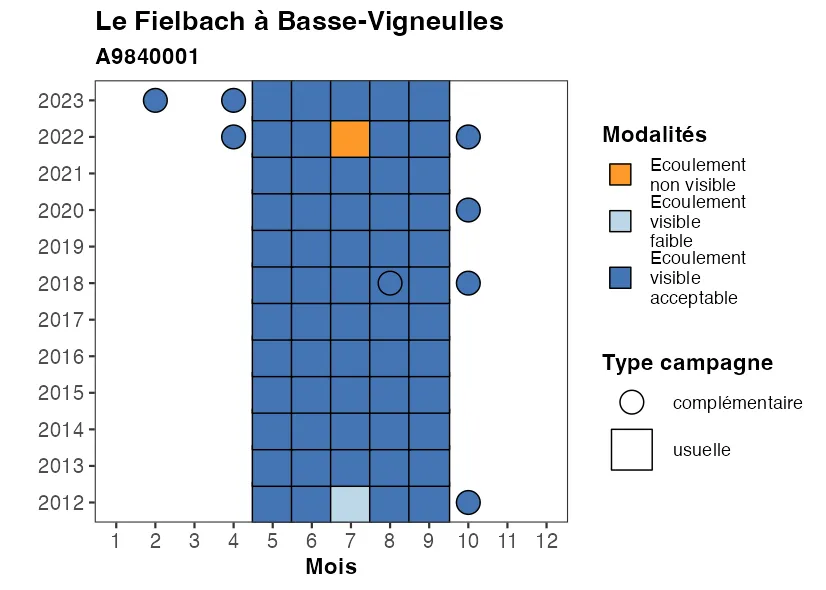 Le Fielbach à Basse-Vigneulles
A9840001
2023
2022
2021
2020
2019
2018
2017
2016
2015
2014
2013
2012
1 2 3 4 5 6 7 8 9 10 11 12
Mois
Modalités
Ecoulement
non visible
Ecoulement
visible
faible
Ecoulement
visible
acceptable
Type campagne
complémentaire
usuelle